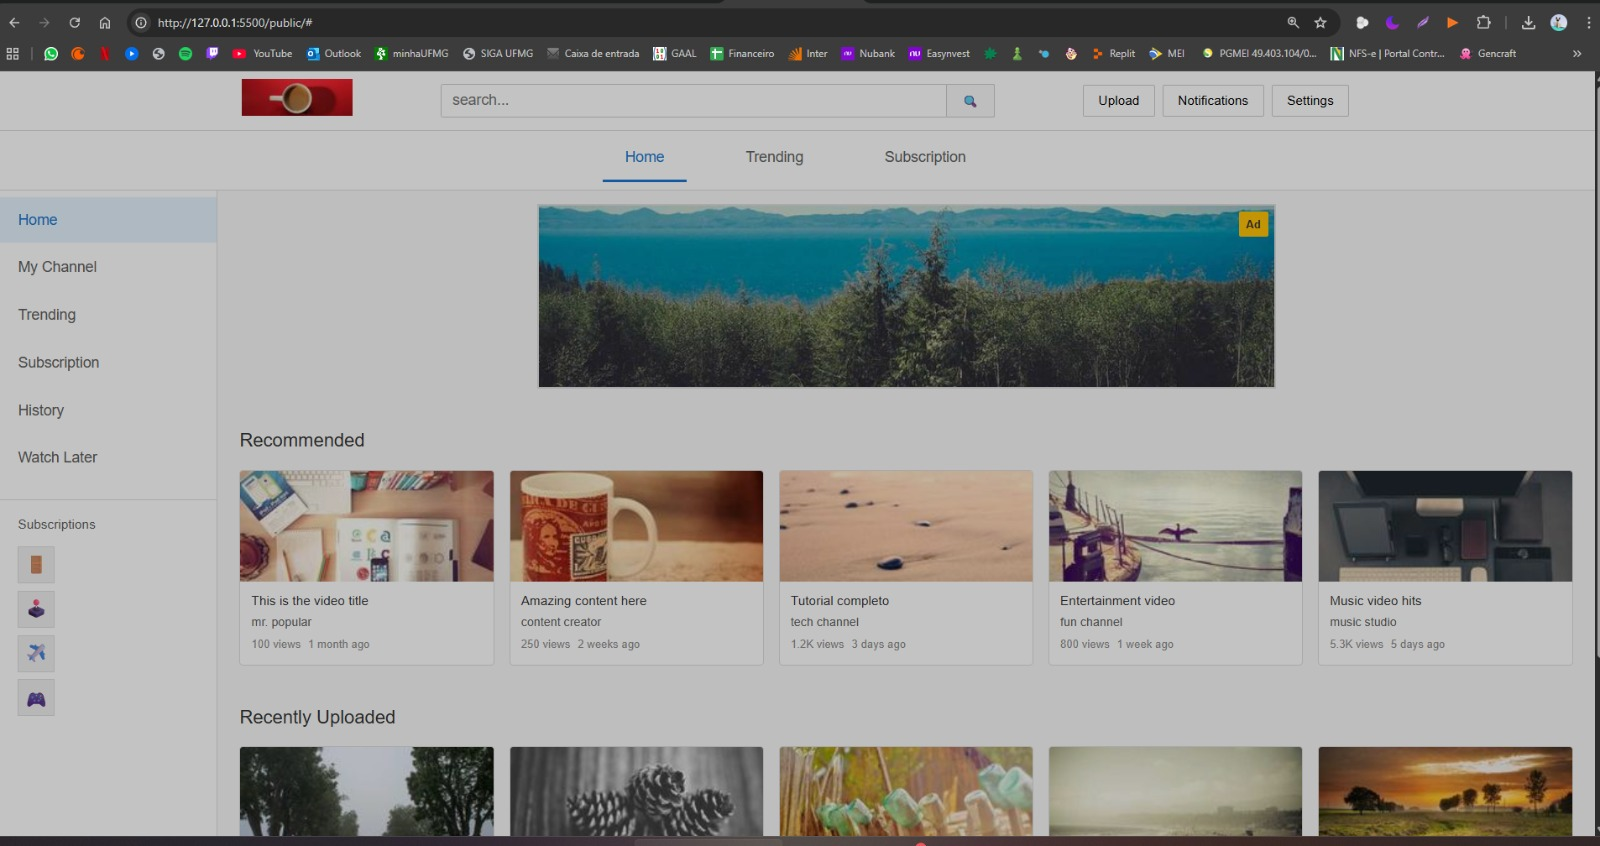 http://127.0.0.1:5500/public/#
YouTube Outlook minhaUFMG SIGA UFMG Caixa de entrada GAAL Financeiro Inter nu Nubank nu Easynvest Replit MEI PGMEI 49.403.104/0... NFS-e | Portal Contr... Gencraft »
search...
Upload Notifications Settings
Home Trending Subscription
Home
My Channel
Trending
Subscription
History
Watch Later
Subscriptions
Ad
Recommended
This is the video title
mr. popular
100 views 1 month ago
Amazing content here
content creator
250 views 2 weeks ago
Tutorial completo
tech channel
1.2K views 3 days ago
Entertainment video
fun channel
800 views 1 week ago
Music video hits
music studio
5.3K views 5 days ago
Recently Uploaded